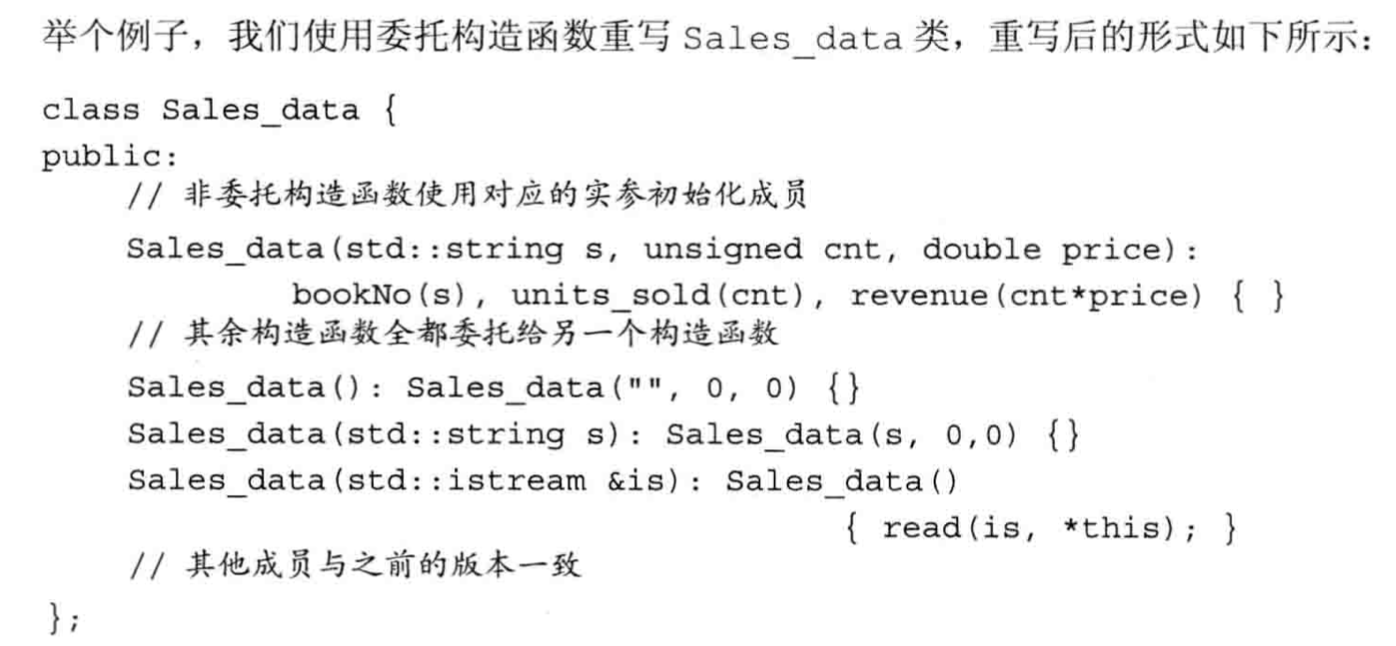 举个例子，我们使用委托构造函数重写 Sales_data 类，重写后的形式如下所示：
class Sales_data {
public:
    // 非委托构造函数使用对应的实参初始化成员
    Sales_data(std::string s, unsigned cnt, double price):
            bookNo(s), units_sold(cnt), revenue(cnt*price) { }
    // 其余构造函数全都委托给另一个构造函数
    Sales_data(): Sales_data("", 0, 0) {}
    Sales_data(std::string s): Sales_data(s, 0,0) {}
    Sales_data(std::istream &is): Sales_data()
                                        { read(is, *this); }
    // 其他成员与之前的版本一致
};